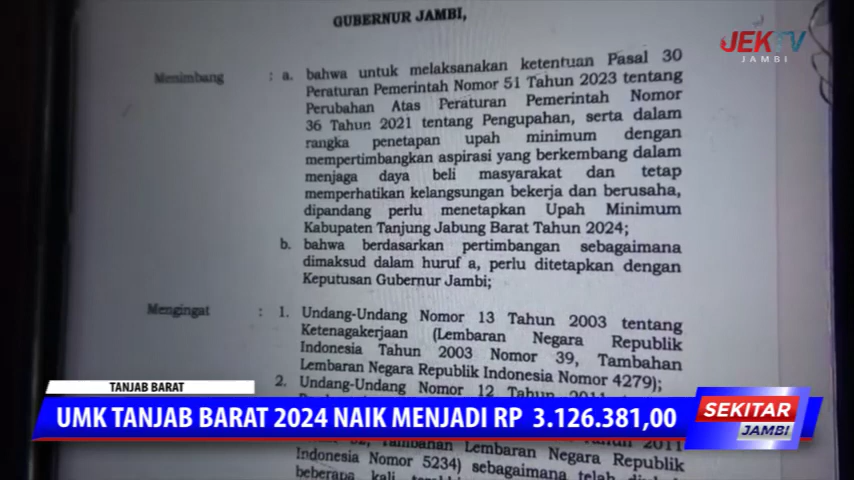 GUBERNUR JAMBI,
JEKTV
JAMBI
Menimbang : a. bahwa untuk melaksanakan ketentuan Pasal 30
Peraturan Pemerintah Nomor 51 Tahun 2023 tentang
Perubahan Atas Peraturan Pemerintah Nomor
36 Tahun 2021 tentang Pengupahan, serta dalam
rangka penetapan upah minimum dengan
mempertimbangkan aspirasi yang berkembang dalam
menjaga daya beli masyarakat dan tetap
memperhatikan kelangsungan bekerja dan berusaha,
dipandang perlu menetapkan Upah Minimum
Kabupaten Tanjung Jabung Barat Tahun 2024;
b. bahwa berdasarkan pertimbangan sebagaimana
dimaksud dalam huruf a, perlu ditetapkan dengan
Keputusan Gubernur Jambi;
Mengingat : 1. Undang-Undang Nomor 13 Tahun 2003 tentang
Ketenagakerjaan (Lembaran Negara Republik
Indonesia Tahun 2003 Nomor 39, Tambahan
Lembaran Negara Republik Indonesia Nomor 4279);
2. Undang-Undang Nomor 12 Tahun 2011
TANJAB BARAT
UMK TANJAB BARAT 2024 NAIK MENJADI RP 3.126.381,00
SEKITAR
JAMBI
Tambahan Lembaran Negara Republik
Indonesia Nomor 5234) sebagaimana telah
beberapa kali